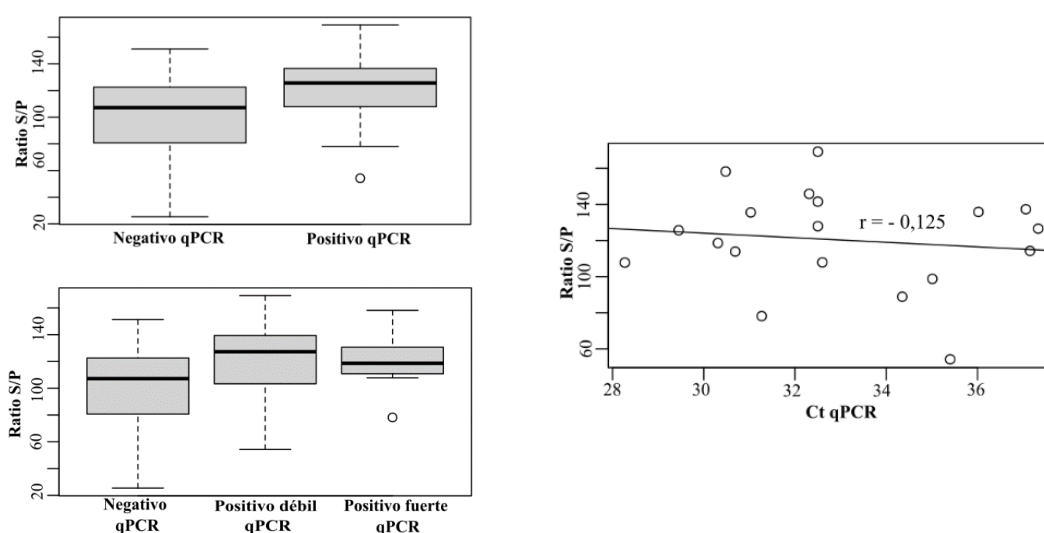 Ratio S/P
140
100
60
20
Negativo qPCR
Positivo qPCR
Ratio S/P
140
100
60
20
Negativo
qPCR
Positivo débil
qPCR
Positivo fuerte
qPCR
Ratio S/P
140
100
60
r = - 0,125
28
30
32
34
36
Ct qPCR